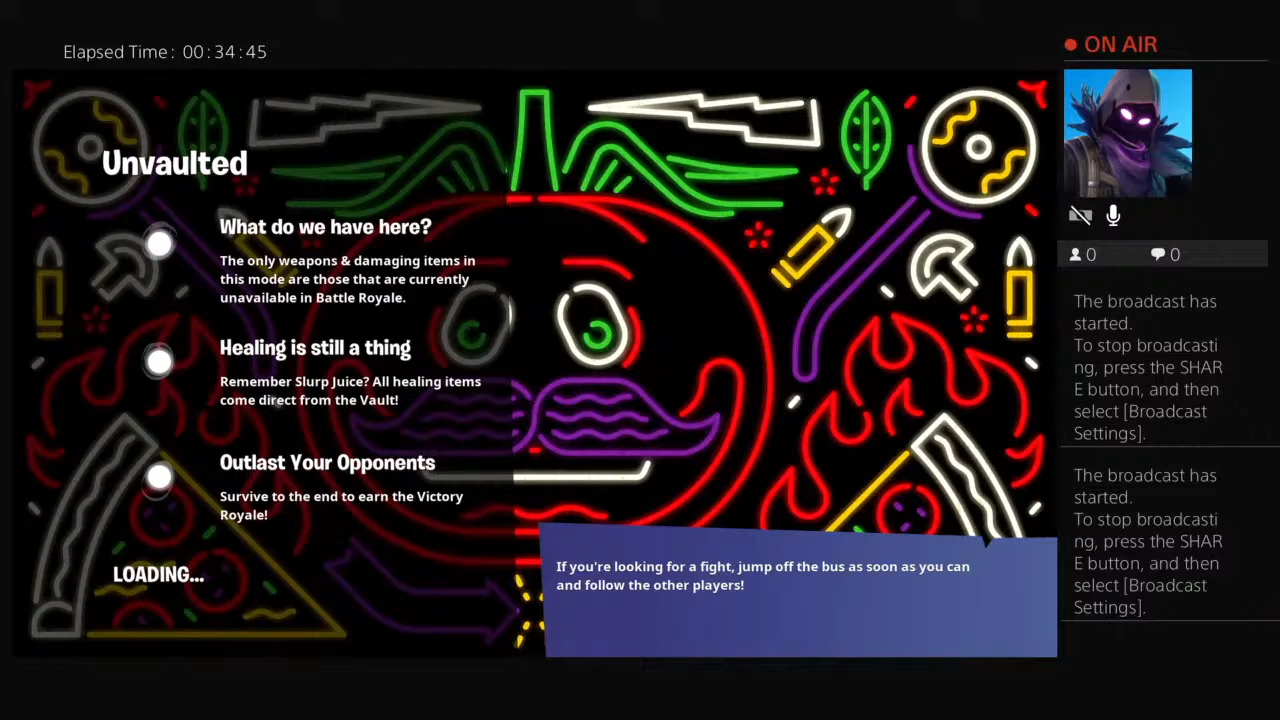 Elapsed Time: 00:34:45
ON AIR
Unvaulted
What do we have here?
The only weapons & damaging items in
this mode are those that are currently
unavailable in Battle Royale.
Healing is still a thing
Remember Slurp Juice? All healing items
come direct from the Vault!
Outlast Your Opponents
Survive to the end to earn the Victory
Royale!
LOADING...
If you're looking for a fight, jump off the bus as soon as you can
and follow the other players!
0
0
The broadcast has
started.
To stop broadcasti
ng, press the SHAR
E button, and then
select [Broadcast
Settings].
The broadcast has
started.
To stop broadcasti
ng, press the SHAR
E button, and then
select [Broadcast
Settings].